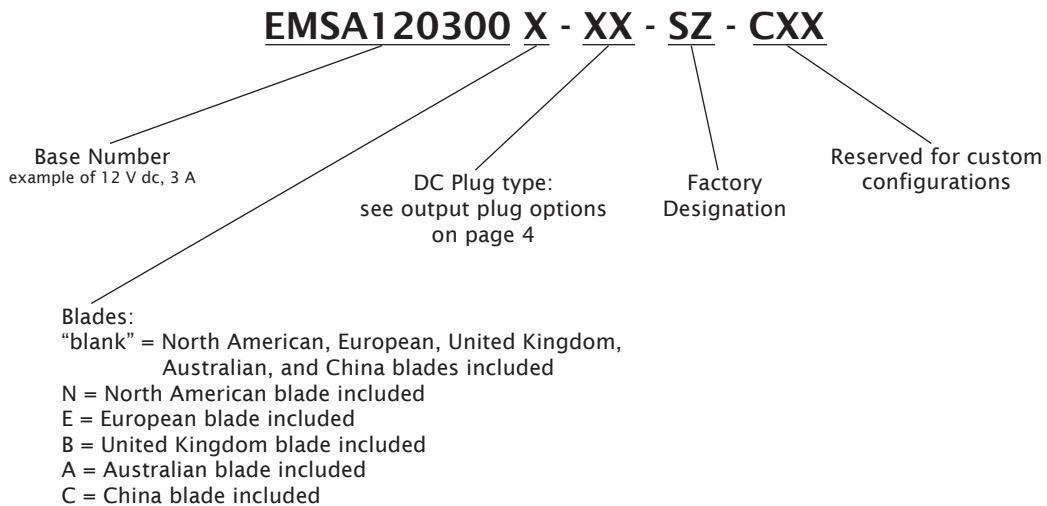 EMSA120300 X - XX - SZ - CXX
Base Number
example of 12 V dc, 3 A
DC Plug type:
see output plug options
on page 4
Factory
Designation
Reserved for custom
configurations
Blades:
“blank” = North American, European, United Kingdom,
Australian, and China blades included
N = North American blade included
E = European blade included
B = United Kingdom blade included
A = Australian blade included
C = China blade included